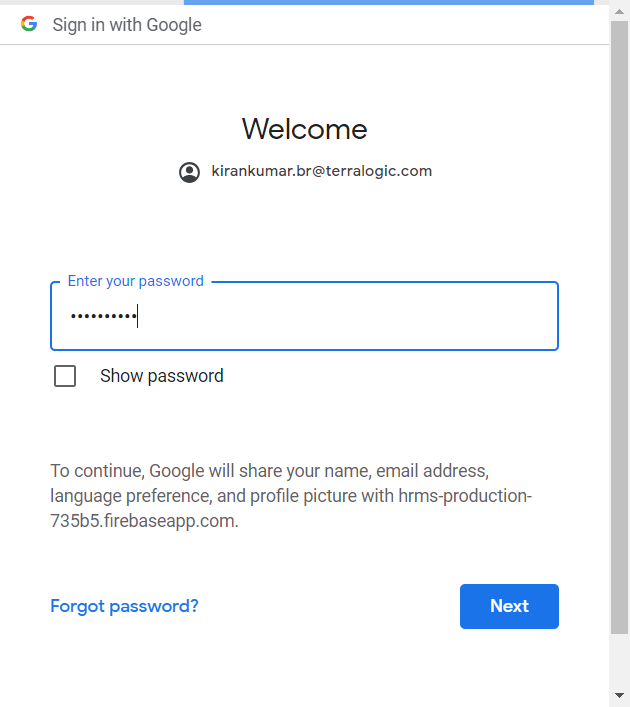 Sign in with Google
Welcome
kirankumar.br@terralogic.com
Enter your password
••••••••••
Show password
To continue, Google will share your name, email address,
language preference, and profile picture with hrms-production-
735b5.firebaseapp.com.
Forgot password?
Next